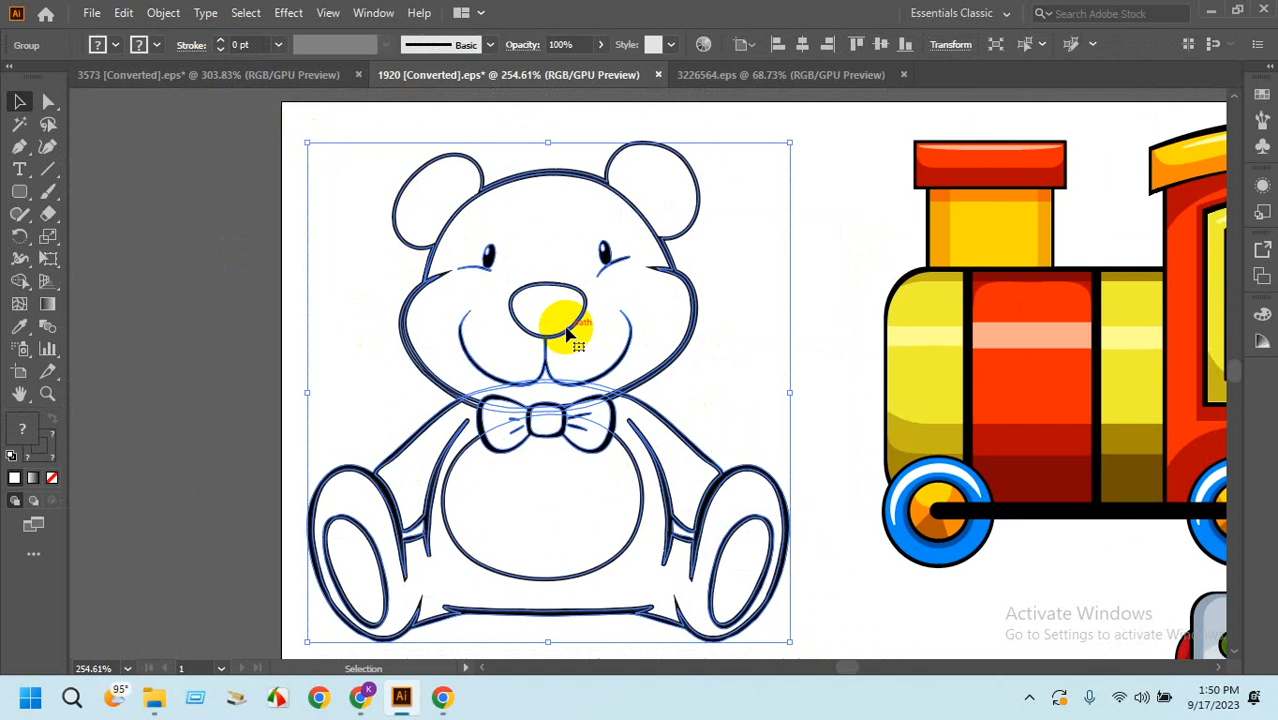 Ai File Edit Object Type Select Effect View Window Help Essentials Classic Search Adobe Stock
Group ? ? Stroke: 0 pt Basic Opacity: 100% Style: Transform
3573 [Converted].eps* @ 303.83% (RGB/GPU Preview) × 1920 [Converted].eps* @ 254.61% (RGB/GPU Preview) × 3226564.eps @ 68.73% (RGB/GPU Preview) ×
T
?
?
Activate Windows
Go to Settings to activate
254.61% 1 Selection
95° K Ai 1:50 PM
9/17/2023